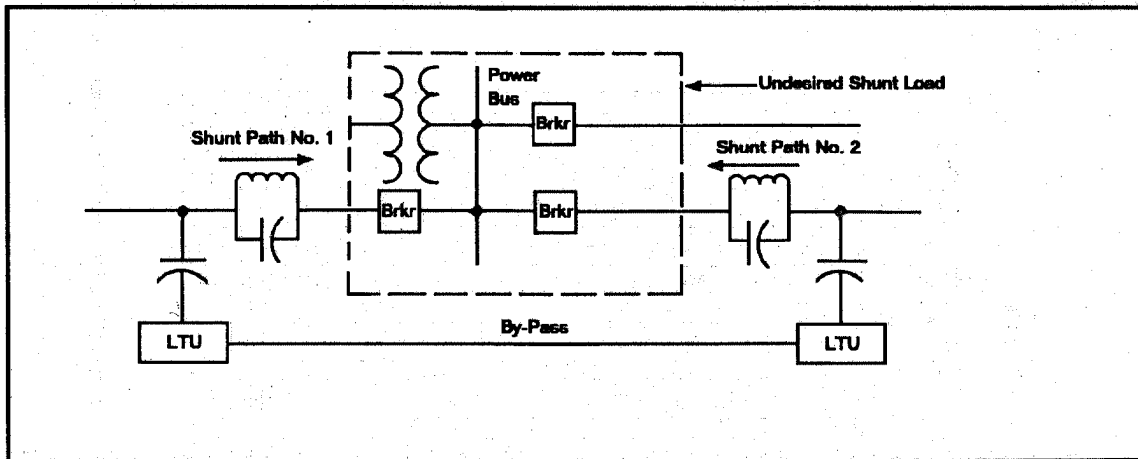 Power
Bus
Undesired Shunt Load
Brkr
Shunt Path No. 1
Shunt Path No. 2
Brkr
Brkr
By-Pass
LTU
LTU